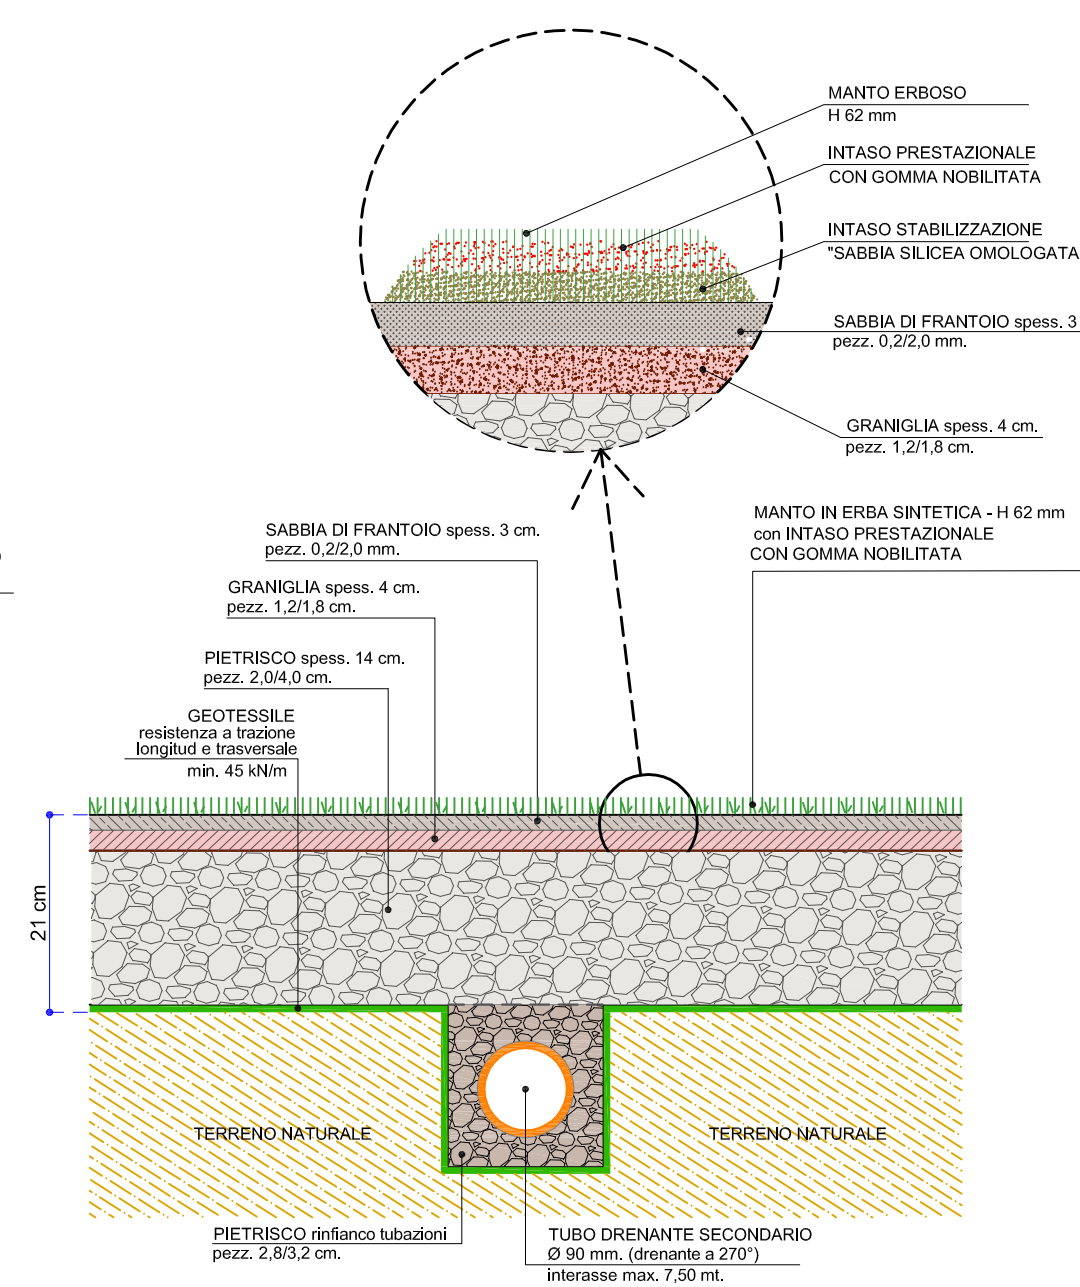 MANTO ERBOSO
H 62 mm
INTASO PRESTAZIONALE
CON GOMMA NOBILITATA
INTASO STABILIZZAZIONE
"SABBIA SILICEA OMOLOGATA
SABBIA DI FRANTOIO spess. 3
pezz. 0,2/2,0 mm.
GRANIGLIA spess. 4 cm.
pezz. 1,2/1,8 cm.
MANTO IN ERBA SINTETICA - H 62 mm
con INTASO PRESTAZIONALE
CON GOMMA NOBILITATA
SABBIA DI FRANTOIO spess. 3 cm.
pezz. 0,2/2,0 mm.
GRANIGLIA spess. 4 cm.
pezz. 1,2/1,8 cm.
PIETRISCO spess. 14 cm.
pezz. 2,0/4,0 cm.
GEOTESSILE
resistenza a trazione
longitud e trasversale
min. 45 kN/m
21 cm
TERRENO NATURALE
TERRENO NATURALE
PIETRISCO rinfianco tubazioni
pezz. 2,8/3,2 cm.
TUBO DRENANTE SECONDARIO
Ø 90 mm. (drenante a 270°)
interasse max. 7,50 mt.